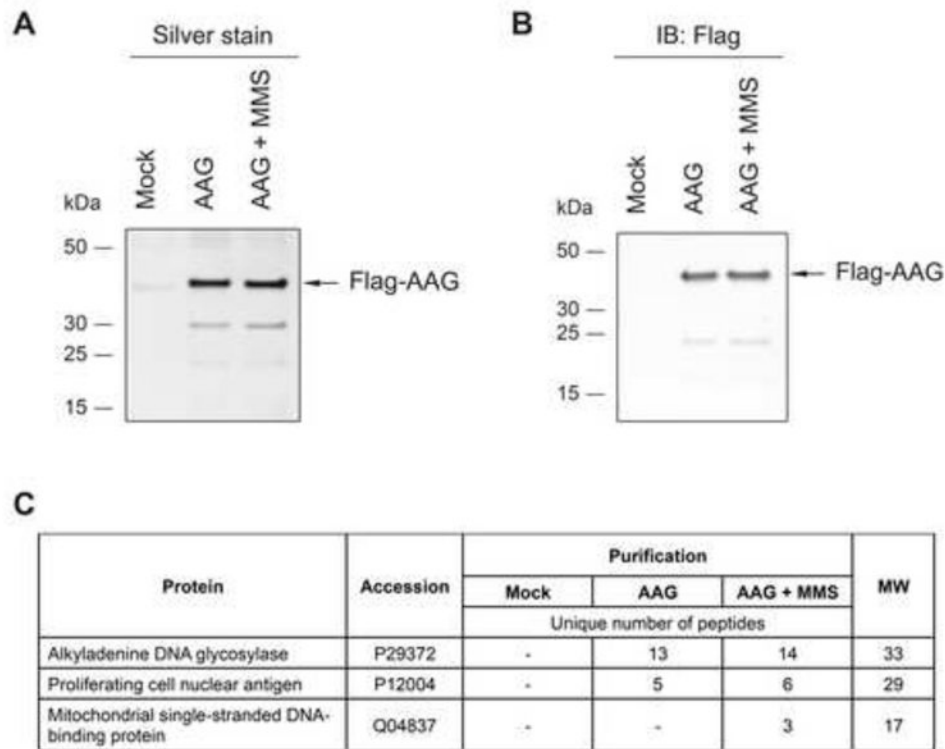 A
Silver stain
Mock
AAG
AAG + MMS
kDa
50
30
25
15
Flag-AAG
B
IB: Flag
Mock
AAG
AAG + MMS
kDa
50
30
25
15
Flag-AAG
C
Protein Accession Purification MW
Mock AAG AAG + MMS
Unique number of peptides
Alkyladenine DNA glycosylase P29372 - 13 14 33
Proliferating cell nuclear antigen P12004 - 5 6 29
Mitochondrial single-stranded DNA-
binding protein Q04837 - - 3 17